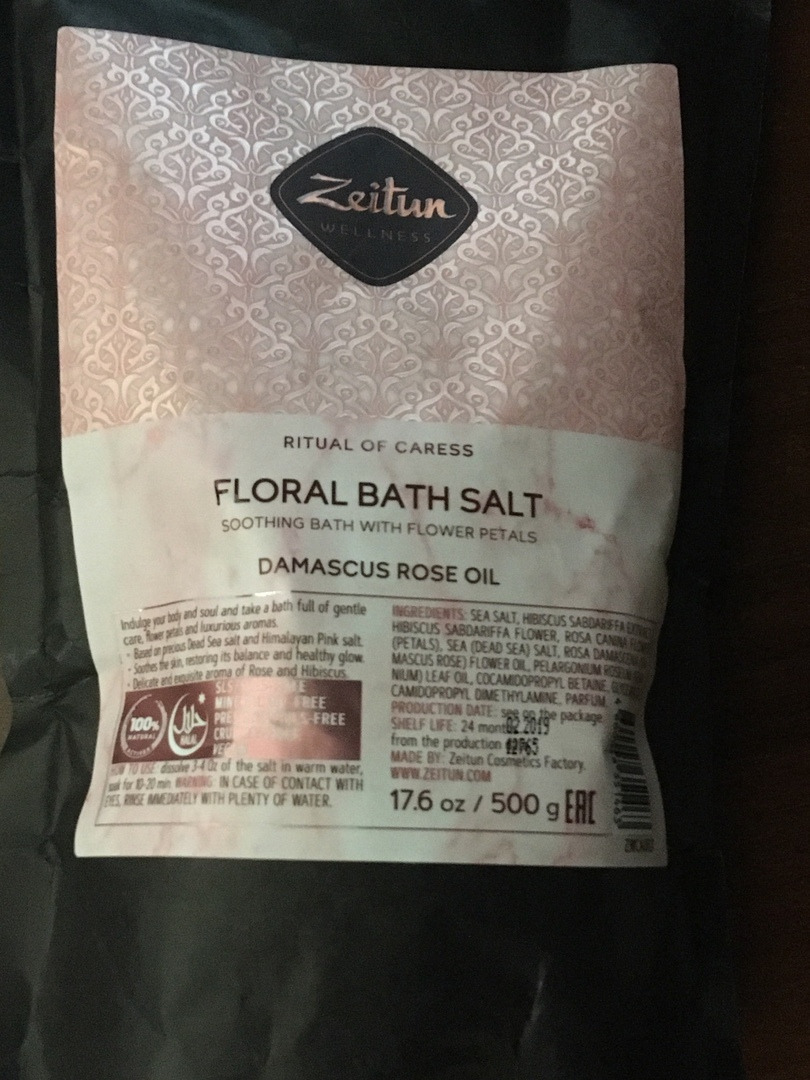 Zeitun
WELLNESS
RITUAL OF CARESS
FLORAL BATH SALT
SOOTHING BATH WITH FLOWER PETALS
DAMASCUS ROSE OIL
Indulge your body and soul and take a bath full of gentle
care, flower petals and luxurious aromas.
- Based on precious Dead Sea salt and Himalayan Pink salt.
- Soothes the skin, restoring its balance and healthy glow.
- Delicate and exquisite aroma of Rose and Hibiscus.
100%
NATURAL
حلال
HALAL
HOW TO USE: dissolve 3-4 Oz of the salt in warm water,
soak for 10-20 min. WARNING: IN CASE OF CONTACT WITH
EYES, RINSE IMMEDIATELY WITH PLENTY OF WATER.
INGREDIENTS: SEA SALT, HIBISCUS SABDARIFFA
HIBISCUS SABDARIFFA FLOWER, ROSA CANINA
(PETALS), SEA (DEAD SEA) SALT, ROSA
MASCUS ROSE) FLOWER OIL, PELARGONIUM
NIUM) LEAF OIL, COCAMIDOPROPYL BETAINE,
CAMIDOPROPYL DIMETHYLAMINE, PARFUM.
PRODUCTION DATE: see on the package
SHELF LIFE: 24 mont 02.2019
from the production
MADE BY: Zeitun Cosmetics Factory.
WWW.ZEITUN.COM
17.6 oz / 500 g EAC